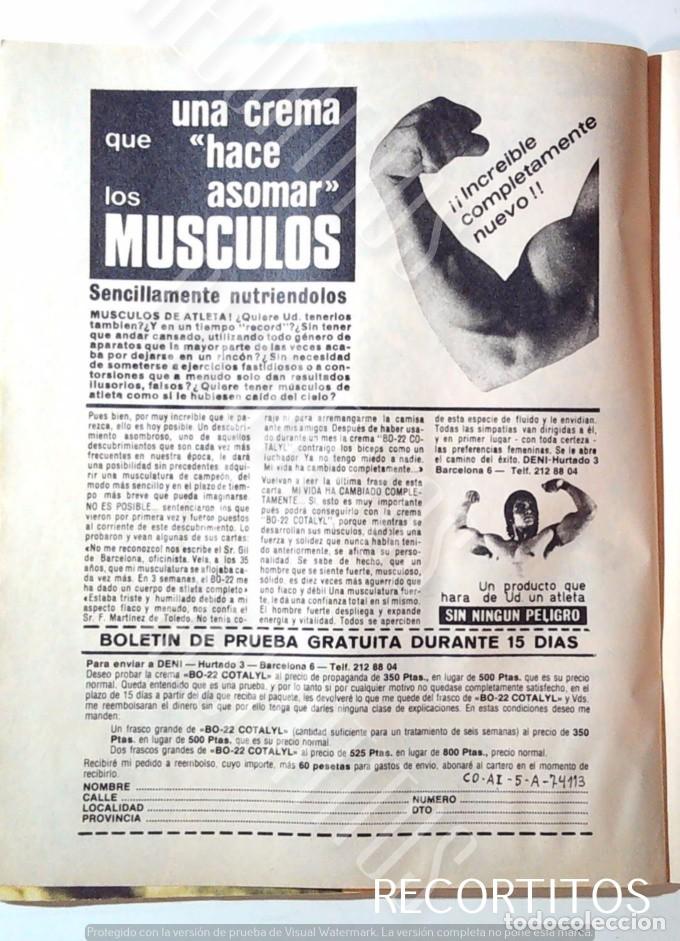 una crema
que «hace
los asomar»
MUSCULOS
¡¡Increible
completamente
nuevo!!
Sencillamente nutriendolos
MUSCULOS DE ATLETA! ¿Quiere Ud. tenerlos
tambien?¿Y en un tiempo "record"?¿Sin tener
que andar cansado, utilizando todo género de
aparatos que la mayor parte de las veces aca-
ba por dejarse en un rincón?¿Sin necesidad
de someterse a ejercicios fastidiosos o a con-
torsiones que a menudo solo dan resultados
ilusorios, falsos?¿Quiere tener músculos de
atleta como si le hubiesen caído del cielo?
Pues bien, por muy increíble que le pa-
rezca, ello es hoy posible. Un descubri-
miento asombroso, uno de aquellos
descubrimientos que son cada vez más
frecuentes en nuestra época, le dará
una posibilidad sin precedentes: adqui-
rir una musculatura de campeón, del
modo más sencillo y en el plazo de tiem-
po más breve que pueda imaginarse.
NO ES POSIBLE... sentenciaron los que
vieron por primera vez y fueron puestos
al corriente de este descubrimiento. Lo
probaron y vean algunas de sus cartas:
«No me reconozco! nos escribe el Sr. Gil
de Barcelona, oficinista. Veía, a los 35
años, que mi musculatura se aflojaba ca-
da vez más. En 3 semanas, el BO-22 me
ha dado un cuerpo de atleta completo»
«Estaba triste y humillado debido a mi
aspecto flaco y menudo, nos confía el
Sr. F. Martínez de Toledo. No tenía co-
raje ni para arremangarme la camisa
ante mis amigos. Después de haber usa-
do durante un mes la crema "BO-22 CO-
TALYL" contraigo los biceps como un
luchador. Ya no tengo miedo a nadie.
Mi vida ha cambiado completamente...»
Vuelvan a leer la última frase de esta
carta. MI VIDA HA CAMBIADO COMPLE-
TAMENTE... Sí, esto es muy importante
pués podrá conseguirlo con la crema
"BO-22 COTALYL", porque mientras se
desarrollan sus músculos, dándoles una
fuerza y solidez que nunca habían teni-
do anteriormente, se afirma su perso-
nalidad. Se sabe de hecho, que un
hombre que se siente fuerte, musculoso,
sólido, es diez veces más aguerrido que
uno flaco y débil! Una musculatura fuer-
te, le dá una confianza total en sí mismo.
El hombre fuerte despliega y expande
energía y vitalidad. Todos se aperciben
de esta especie de fluido y le envidian.
Todas las simpatías van dirigidas a él,
y en primer lugar - con toda certeza -
las preferencias femeninas. Se le abre
el camino del éxito. DENI-Hurtado 3
Barcelona 6 — Telf. 212 88 04
Un producto que
hara de Ud. un atleta
SIN NINGUN PELIGRO
BOLETIN DE PRUEBA GRATUITA DURANTE 15 DIAS
Para enviar a DENI — Hurtado 3 — Barcelona 6 — Telf. 212 88 04
Deseo probar la crema «BO-22 COTALYL» al precio de propaganda de 350 Ptas., en lugar de 500 Ptas. que es su precio
normal. Queda entendido que es una prueba, y por lo tanto si por cualquier motivo no quedase completamente satisfecho, en el
plazo de 15 días a partir del día que reciba el paquete, les devolveré lo que me quede del frasco de «BO-22 COTALYL» y Vds.
me reembolsaran el dinero sin que por ello tenga que darles ninguna clase de explicaciones. En estas condiciones deseo me
manden:
Un frasco grande de «BO-22 COTALYL» (cantidad suficiente para un tratamiento de seis semanas) al precio de 350
Ptas. en lugar de 500 Ptas. que es su precio normal.
Dos frascos grandes de «BO-22 COTALYL» al precio de 525 Ptas. en lugar de 800 Ptas., precio normal.
Recibiré mi pedido a reembolso, cuyo importe, más 60 pesetas para gastos de envio, abonaré al cartero en el momento de
recibirlo.
CO-AI-5-A-74113
NOMBRE
CALLE NUMERO
LOCALIDAD DTO
PROVINCIA
RECORTITOS
todocoleccion
Protegido con la versión de prueba de Visual Watermark. La versión completa no pone esta marca.